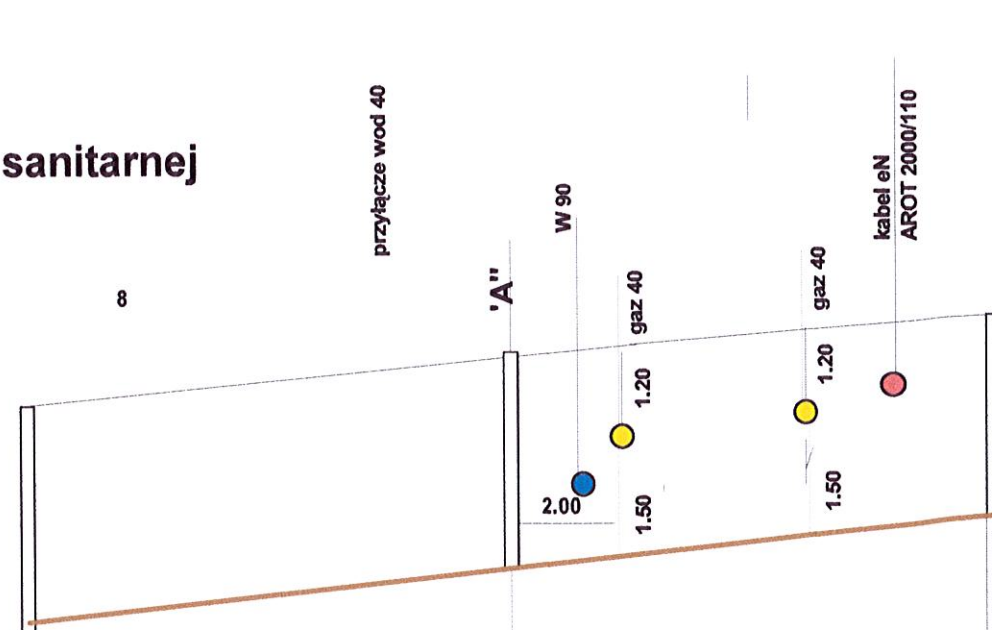 sanitarnej
8
przyłącze wod 40
'A"
W 90
gaz 40
1.20
1.50
2.00
gaz 40
1.20
1.50
kabel eN
AROT 2000/110